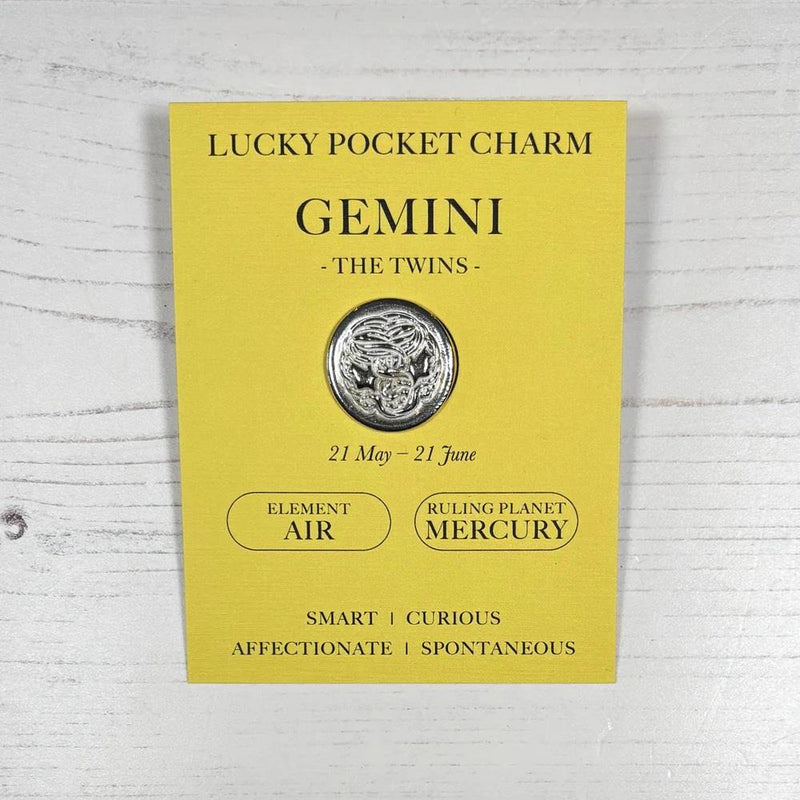 LUCKY POCKET CHARM
GEMINI
- THE TWINS -
21 May – 21 June
ELEMENT
AIR
RULING PLANET
MERCURY
SMART | CURIOUS
AFFECTIONATE | SPONTANEOUS